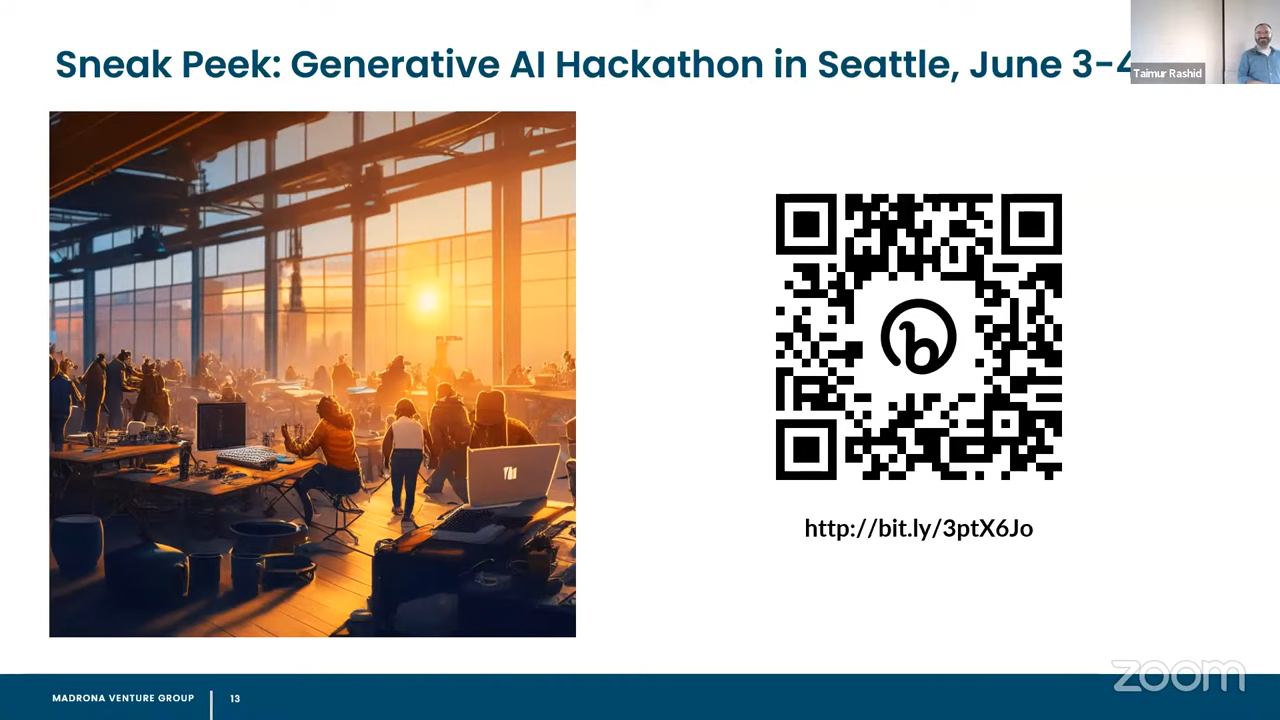 Sneak Peek: Generative AI Hackathon in Seattle, June 3-4
Taimur Rashid
http://bit.ly/3ptX6Jo
MADRONA VENTURE GROUP
13
zoom